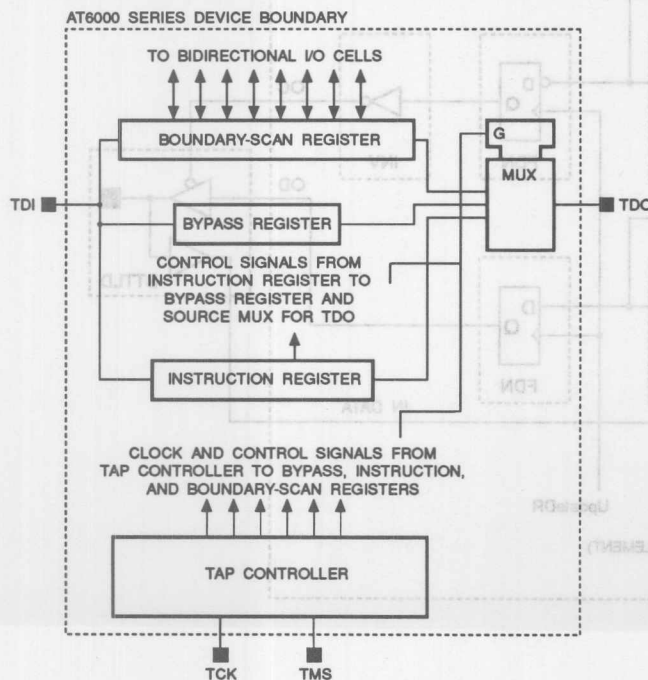 AT6000 SERIES DEVICE BOUNDARY
TO BIDIRECTIONAL I/O CELLS
BOUNDARY-SCAN REGISTER
G
MUX
TDI
TDO
BYPASS REGISTER
CONTROL SIGNALS FROM
INSTRUCTION REGISTER TO
BYPASS REGISTER AND
SOURCE MUX FOR TDO
INSTRUCTION REGISTER
CLOCK AND CONTROL SIGNALS FROM
TAP CONTROLLER TO BYPASS, INSTRUCTION,
AND BOUNDARY-SCAN REGISTERS
TAP CONTROLLER
TCK
TMS
FDN
UpdateDR